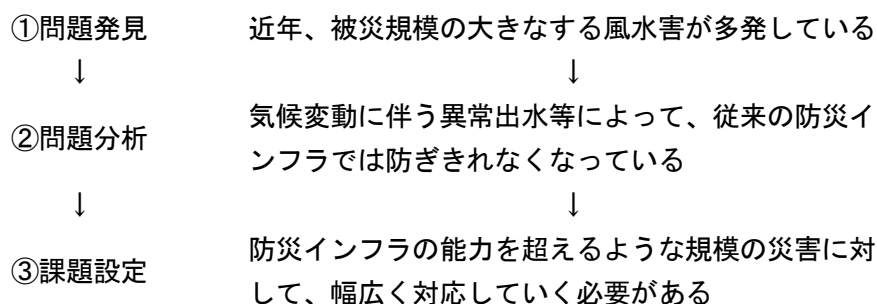 ①問題発見 近年、被災規模の大きなする風水害が多発している
↓ ↓
②問題分析 気候変動に伴う異常出水等によって、従来の防災イ
ンフラでは防ぎきれなくなっている
↓ ↓
③課題設定 防災インフラの能力を超えるような規模の災害に対
して、幅広く対応していく必要がある